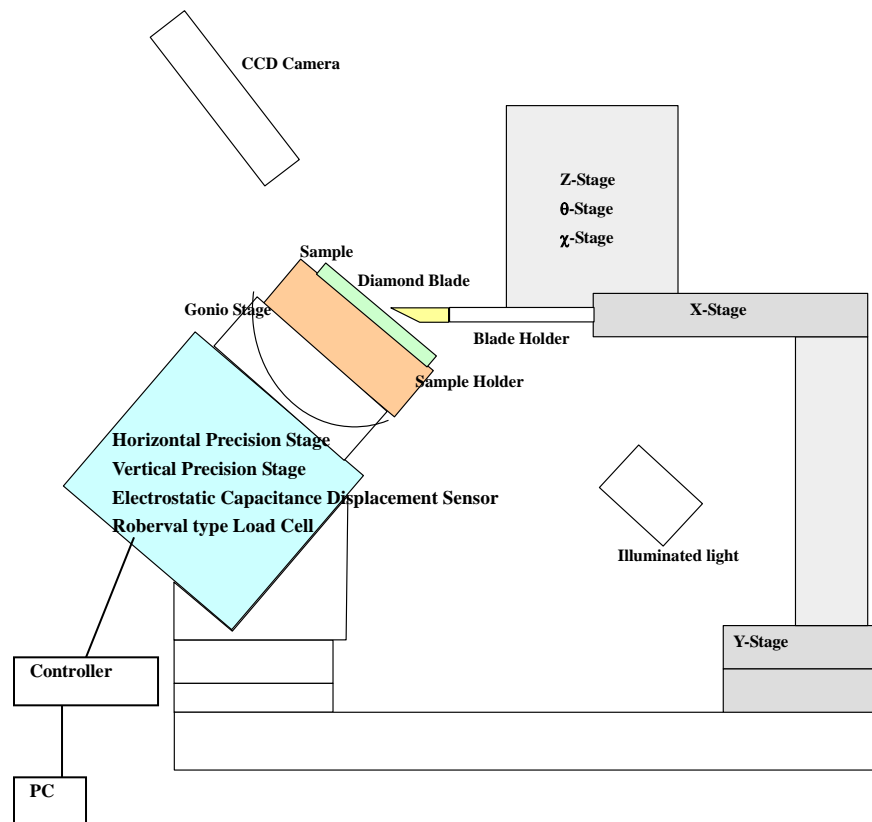 CCD Camera
Z-Stage
θ-Stage
χ-Stage
Sample
Diamond Blade
Gonio Stage
X-Stage
Blade Holder
Sample Holder
Horizontal Precision Stage
Vertical Precision Stage
Electrostatic Capacitance Displacement Sensor
Roberval type Load Cell
Illuminated light
Y-Stage
Controller
PC